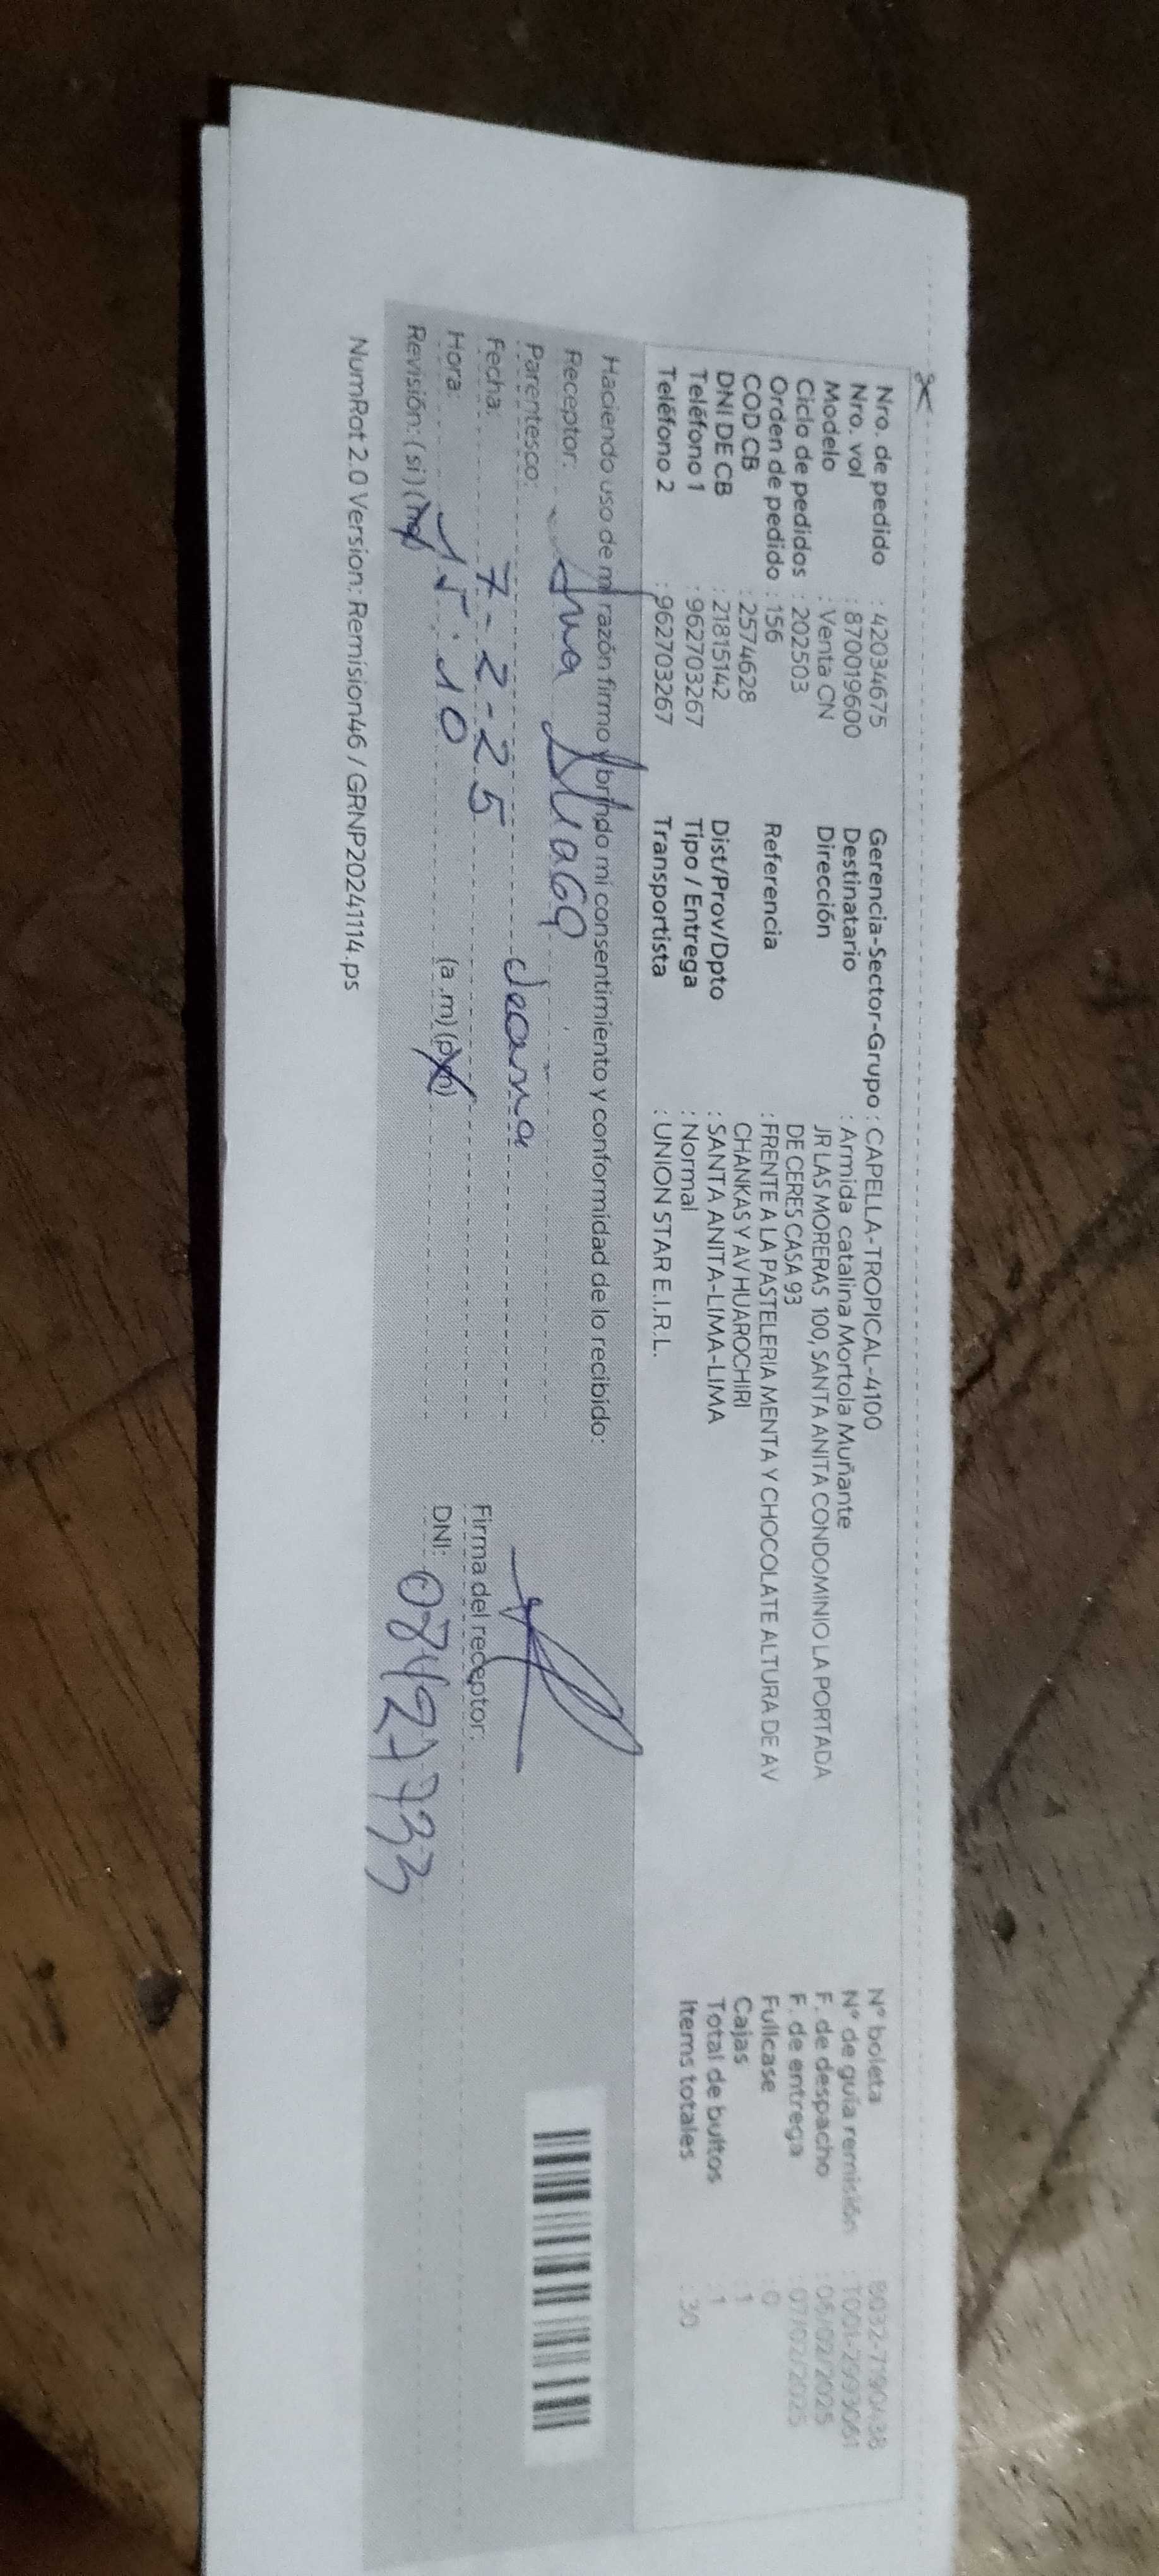 Nro. de pedido : 42034675
Nro. vol : 870019600
Modelo : Venta CN
Ciclo de pedidos : 202503
Orden de pedido : 156
COD CB : 2574628
DNI DE CB : 21815142
Teléfono 1 : 962703267
Teléfono 2 : 962703267
Gerencia-Sector-Grupo : CAPELLA-TROPICAL-4100
Destinatario : Armida catalina Mortola Muñante
Dirección JR LAS MORERAS 100, SANTA ANITA CONDOMINIO LA PORTADA
DE CERES CASA 93
Referencia : FRENTE A LA PASTELERIA MENTA Y CHOCOLATE ALTURA DE AV
CHANKAS Y AV HUAROCHIRI
Dist/Prov/Dpto : SANTA ANITA-LIMA-LIMA
Tipo / Entrega : Normal
Transportista : UNION STAR E.I.R.L.
N° boleta B032-7190438
N° de guía remisión : T001-2993061
F. de despacho : 06/02/2025
F. de entrega : 07/02/2025
Fullcase : 0
Cajas : 1
Total de bultos : 1
Items totales : 30
Haciendo uso de mi razón firmo y brindo mi consentimiento y conformidad de lo recibido:
Receptor: Ana
Parentesco:
Fecha: 7-2-25
Hora: 15:10 (a.m) (p.m)
Revisión: (si) (no)
Firma del receptor:
DNI:
NumRot 2.0 Version: Remision46 / GRNP20241114.ps